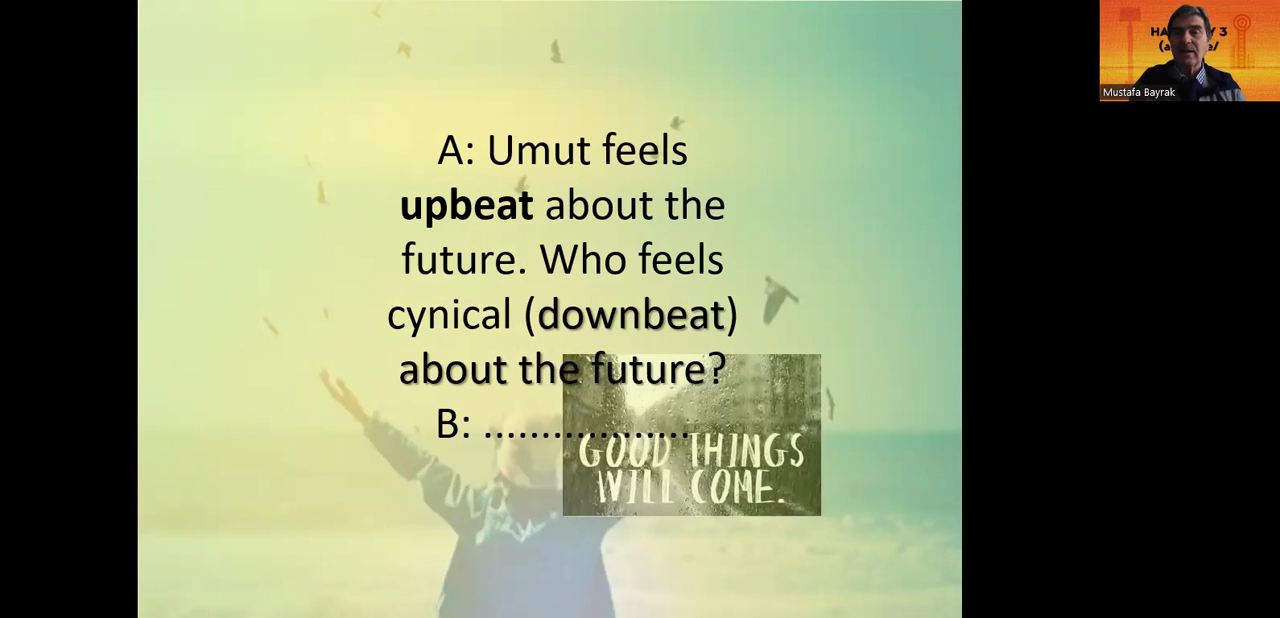 A: Umut feels
upbeat about the
future. Who feels
cynical (downbeat)
about the future?
B: ..................
GOOD THINGS
WILL COME.
Mustafa Bayrak